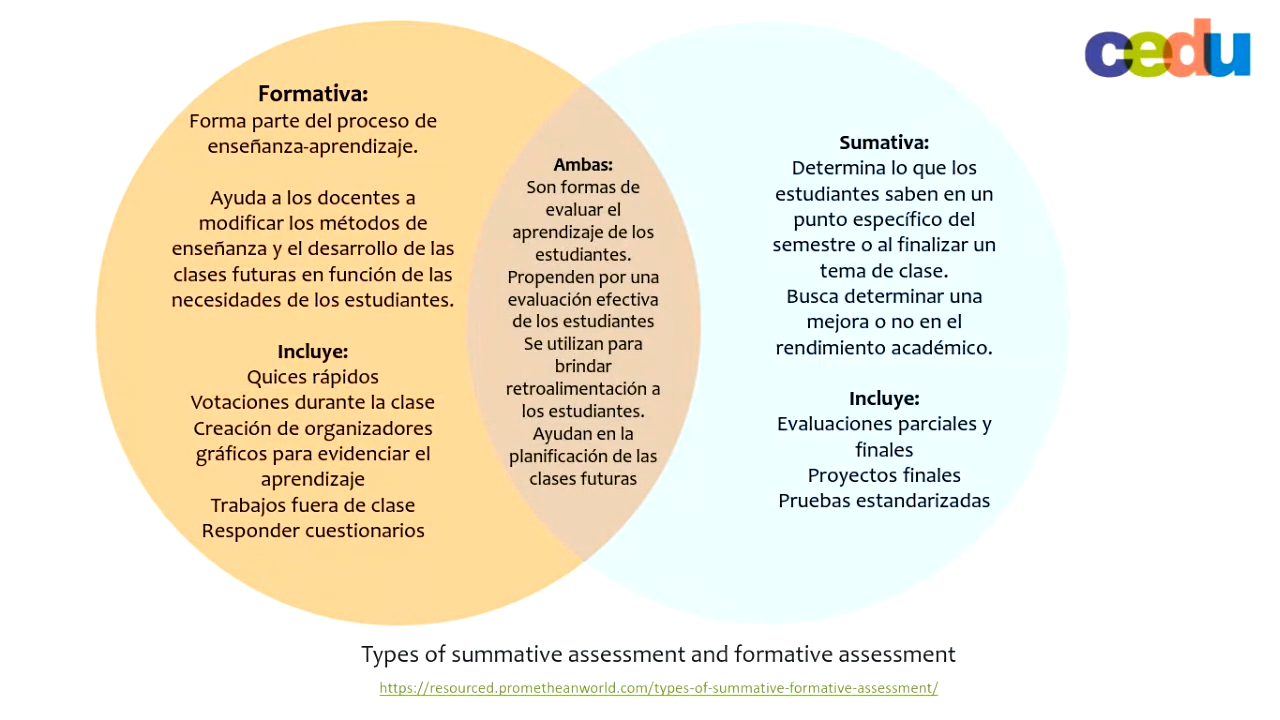 cedu
Formativa:
Forma parte del proceso de
enseñanza-aprendizaje.
Ayuda a los docentes a
modificar los métodos de
enseñanza y el desarrollo de las
clases futuras en función de las
necesidades de los estudiantes.
Incluye:
Quices rápidos
Votaciones durante la clase
Creación de organizadores
gráficos para evidenciar el
aprendizaje
Trabajos fuera de clase
Responder cuestionarios
Ambas:
Son formas de
evaluar el
aprendizaje de los
estudiantes.
Propenden por una
evaluación efectiva
de los estudiantes
Se utilizan para
brindar
retroalimentación a
los estudiantes.
Ayudan en la
planificación de las
clases futuras
Sumativa:
Determina lo que los
estudiantes saben en un
punto específico del
semestre o al finalizar un
tema de clase.
Busca determinar una
mejora o no en el
rendimiento académico.
Incluye:
Evaluaciones parciales y
finales
Proyectos finales
Pruebas estandarizadas
Types of summative assessment and formative assessment
https://resourced.prometheanworld.com/types-of-summative-formative-assessment/